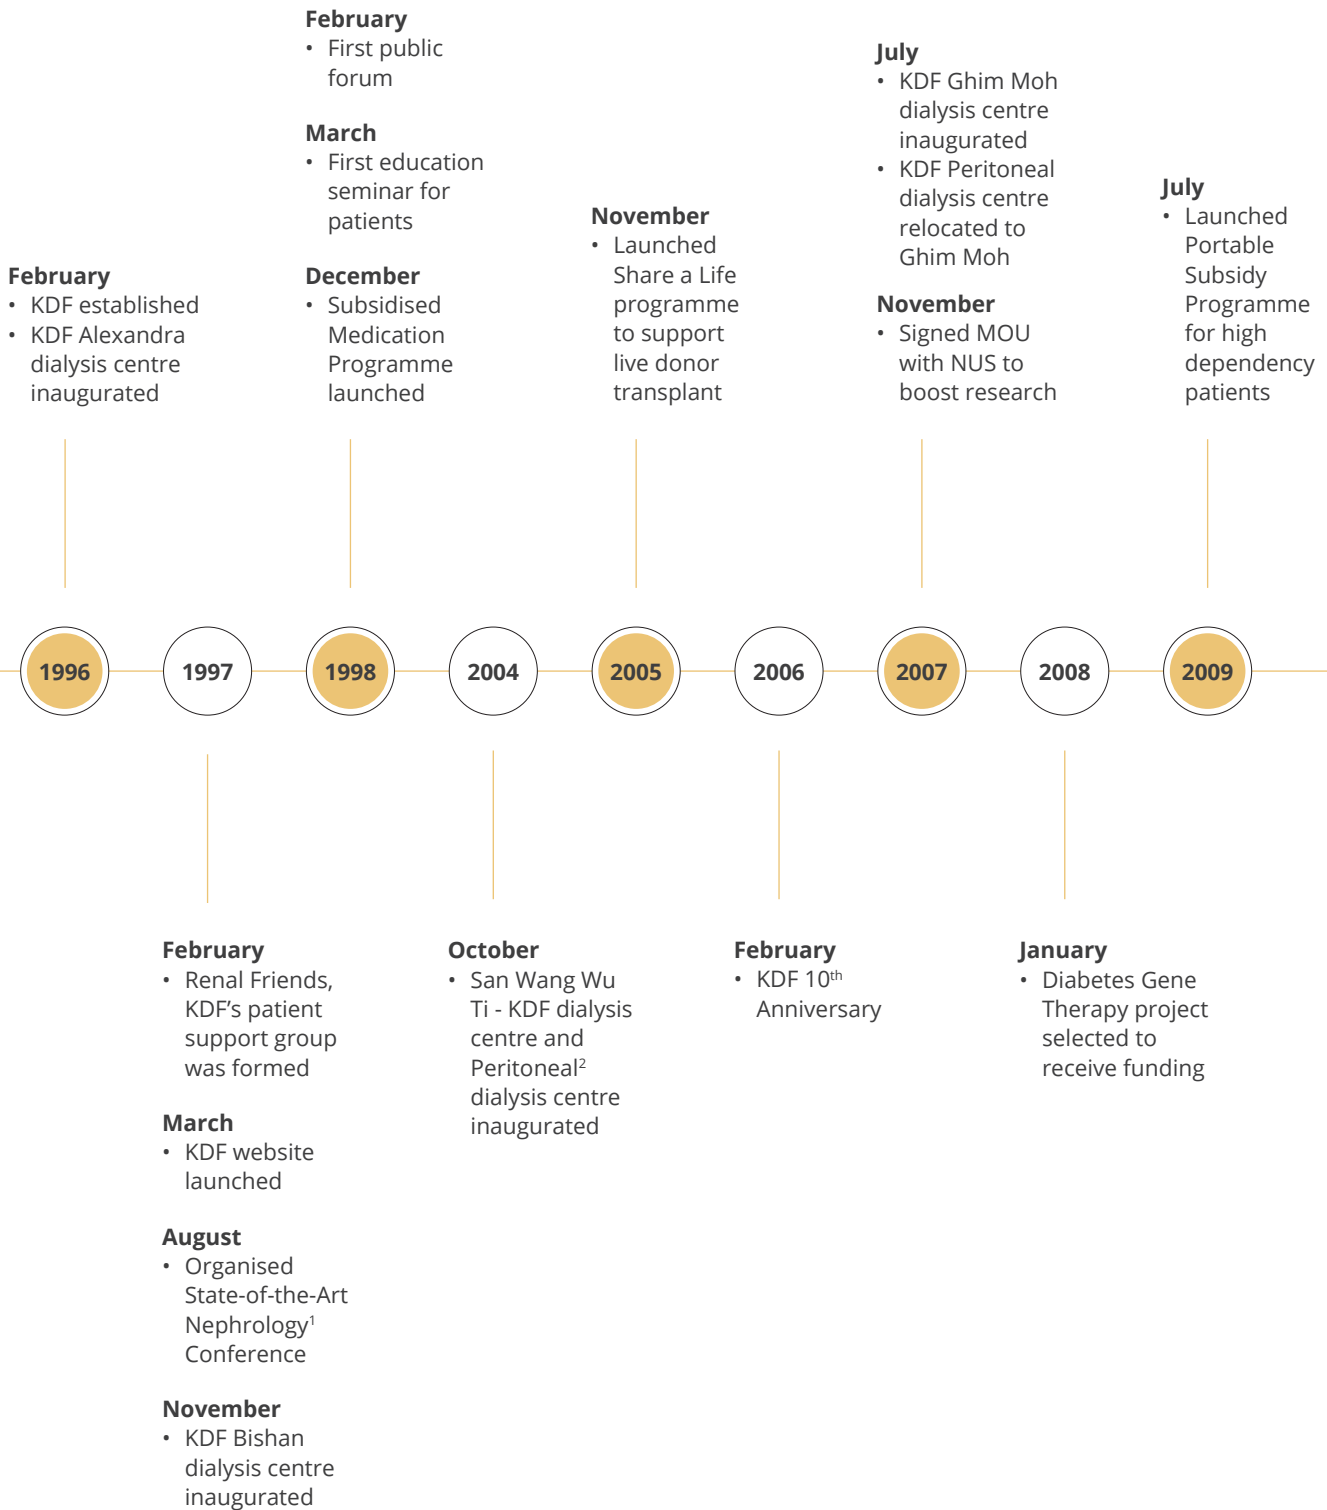 February
• KDF established
• KDF Alexandra
dialysis centre
inaugurated
February
• First public
forum
March
• First education
seminar for
patients
December
• Subsidised
Medication
Programme
launched
November
• Launched
Share a Life
programme
to support
live donor
transplant
July
• KDF Ghim Moh
dialysis centre
inaugurated
• KDF Peritoneal
dialysis centre
relocated to
Ghim Moh
November
• Signed MOU
with NUS to
boost research
July
• Launched
Portable
Subsidy
Programme
for high
dependency
patients
1996 1997 1998 2004 2005 2006 2007 2008 2009
February
• Renal Friends,
KDF’s patient
support group
was formed
March
• KDF website
launched
August
• Organised
State-of-the-Art
Nephrology¹
Conference
November
• KDF Bishan
dialysis centre
inaugurated
October
• San Wang Wu
Ti - KDF dialysis
centre and
Peritoneal²
dialysis centre
inaugurated
February
• KDF 10ᵗʰ
Anniversary
January
• Diabetes Gene
Therapy project
selected to
receive funding